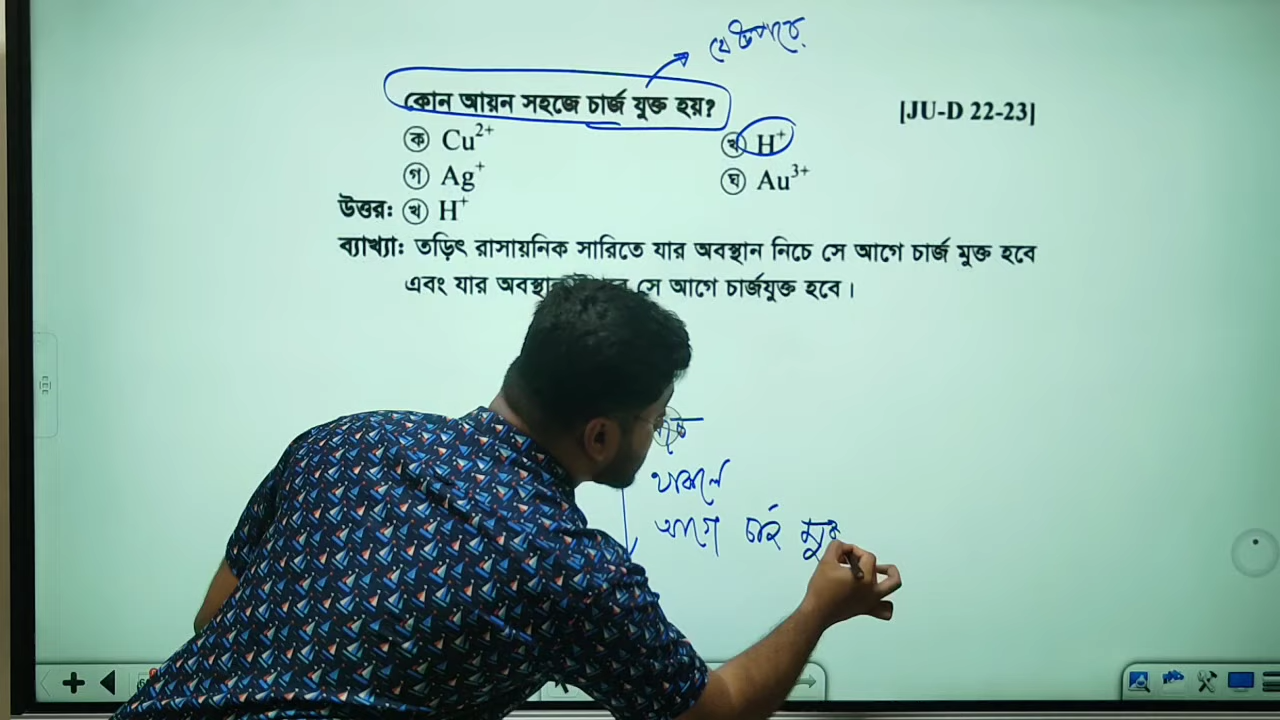 যে উপরে
কোন আয়ন সহজে চার্জ যুক্ত হয়? [JU-D 22-23]
ক Cu²⁺ খ H⁺
গ Ag⁺ ঘ Au³⁺
উত্তর: খ H⁺
ব্যাখ্যা: তড়িৎ রাসায়নিক সারিতে যার অবস্থান নিচে সে আগে চার্জ মুক্ত হবে
এবং যার অবস্থান সে আগে চার্জযুক্ত হবে।
থাকলে
আগে চার্জ